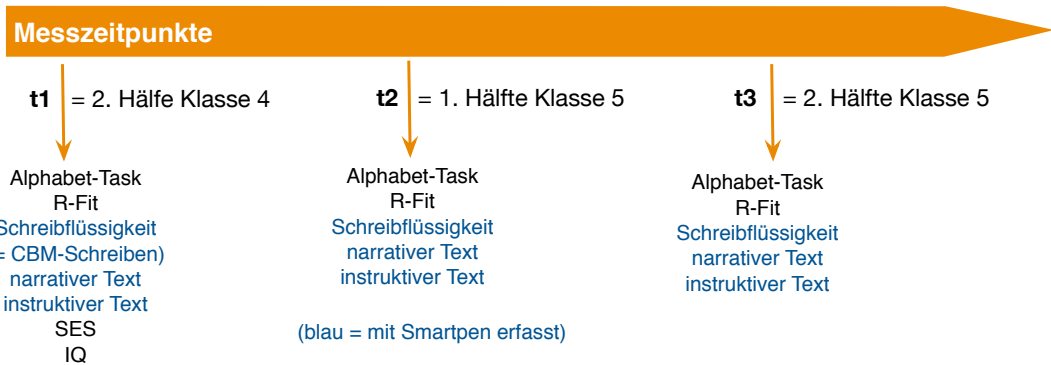 Messzeitpunkte
t1 = 2. Hälfe Klasse 4
t2 = 1. Hälfte Klasse 5
t3 = 2. Hälfte Klasse 5
Alphabet-Task
R-Fit
Schreibflüssigkeit
= CBM-Schreiben)
narrativer Text
instruktiver Text
SES
IQ
Alphabet-Task
R-Fit
Schreibflüssigkeit
narrativer Text
instruktiver Text
(blau = mit Smartpen erfasst)
Alphabet-Task
R-Fit
Schreibflüssigkeit
narrativer Text
instruktiver Text